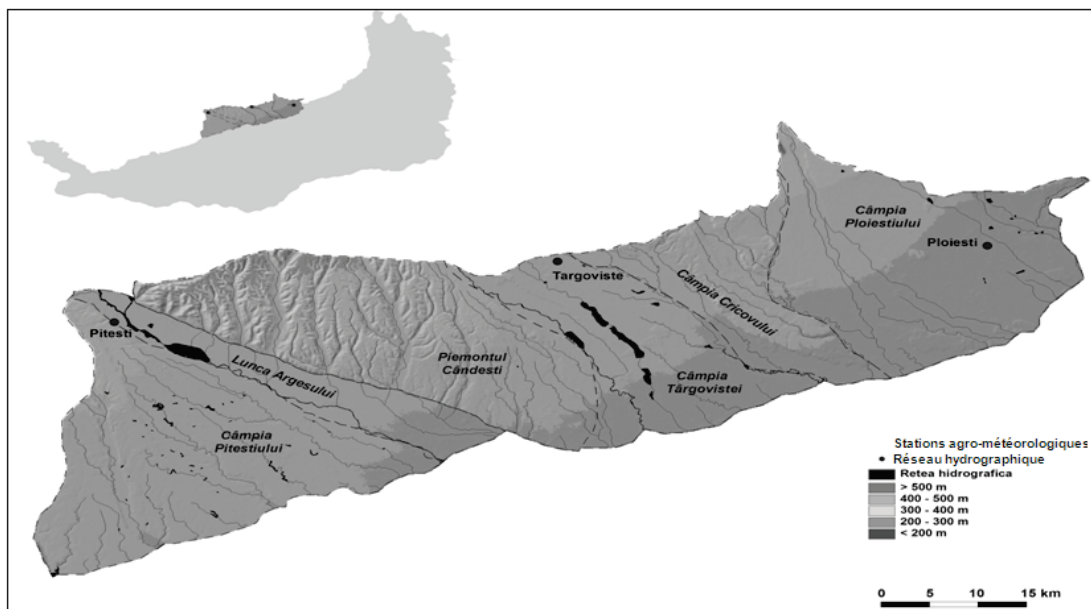 Câmpia
Ploiestiului
Ploiesti
Targoviste
Câmpia Cricovului
Pitesti
Lunca Argesului
Piemontul
Cândesti
Câmpia
Târgovistei
Câmpia
Pitestiului
Stations agro-météorologiques
Réseau hydrographique
Retea hidrografica
> 500 m
400 - 500 m
300 - 400 m
200 - 300 m
< 200 m
0 5 10 15 km